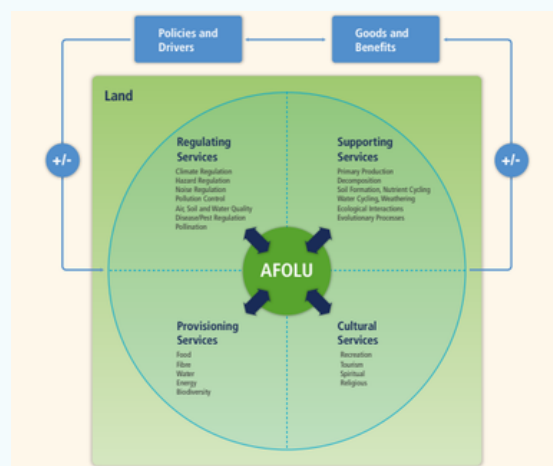 Policies and
Drivers
Goods and
Benefits
Land
+/-
+/-
Regulating
Services
Climate Regulation
Hazard Regulation
Noise Regulation
Pollution Control
Air, Soil and Water Quality
Disease/Pest Regulation
Pollination
Supporting
Services
Primary Production
Decomposition
Soil Formation, Nutrient Cycling
Water Cycling, Weathering
Ecological Interactions
Evolutionary Processes
AFOLU
Provisioning
Services
Food
Fibre
Water
Energy
Biodiversity
Cultural
Services
Recreation
Tourism
Spiritual
Religious